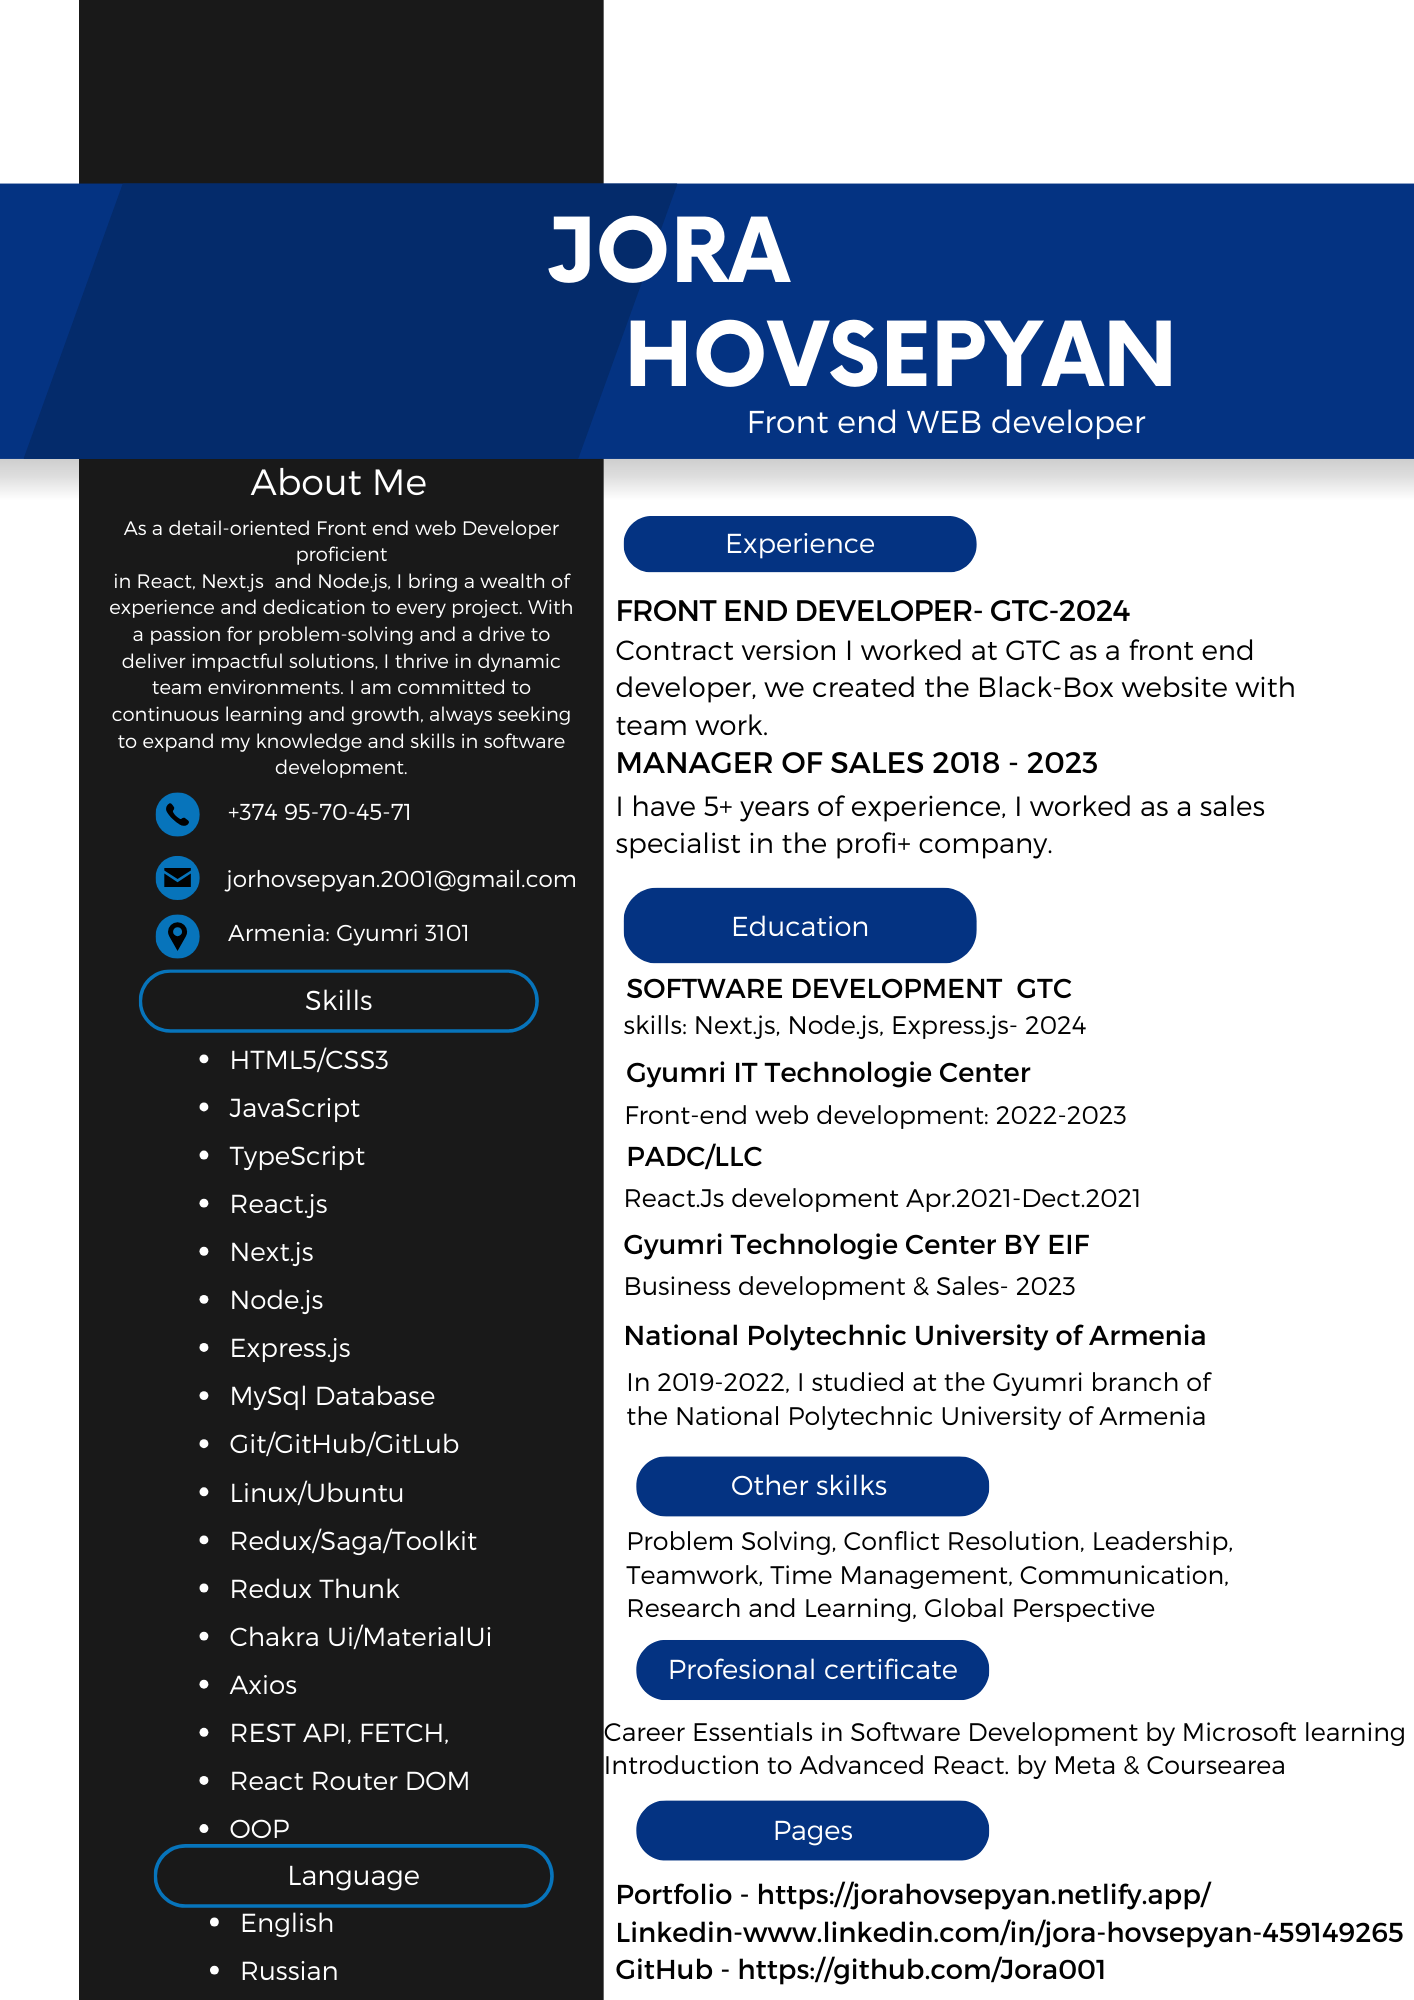 JORA
HOVSEPYAN
Front end WEB developer
About Me
As a detail-oriented Front end web Developer
proficient
in React, Next.js  and Node.js, I bring a wealth of
experience and dedication to every project. With
a passion for problem-solving and a drive to
deliver impactful solutions, I thrive in dynamic
team environments. I am committed to
continuous learning and growth, always seeking
to expand my knowledge and skills in software
development.
+374 95-70-45-71
jorhovsepyan.2001@gmail.com
Armenia: Gyumri 3101
Skills
• HTML5/CSS3
• JavaScript
• TypeScript
• React.js
• Next.js
• Node.js
• Express.js
• MySql Database
• Git/GitHub/GitLub
• Linux/Ubuntu
• Redux/Saga/Toolkit
• Redux Thunk
• Chakra Ui/MaterialUi
• Axios
• REST API, FETCH,
• React Router DOM
• OOP
Language
• English
• Russian
Experience
FRONT END DEVELOPER- GTC-2024
Contract version I worked at GTC as a front end
developer, we created the Black-Box website with
team work.
MANAGER OF SALES 2018 - 2023
I have 5+ years of experience, I worked as a sales
specialist in the profi+ company.
Education
SOFTWARE DEVELOPMENT  GTC
skills: Next.js, Node.js, Express.js- 2024
Gyumri IT Technologie Center
Front-end web development: 2022-2023
PADC/LLC
React.Js development Apr.2021-Dect.2021
Gyumri Technologie Center BY EIF
Business development & Sales- 2023
National Polytechnic University of Armenia
In 2019-2022, I studied at the Gyumri branch of
the National Polytechnic University of Armenia
Other skilks
Problem Solving, Conflict Resolution, Leadership,
Teamwork, Time Management, Communication,
Research and Learning, Global Perspective
Profesional certificate
Career Essentials in Software Development by Microsoft learning
Introduction to Advanced React. by Meta & Coursearea
Pages
Portfolio - https://jorahovsepyan.netlify.app/
Linkedin-www.linkedin.com/in/jora-hovsepyan-459149265
GitHub - https://github.com/Jora001